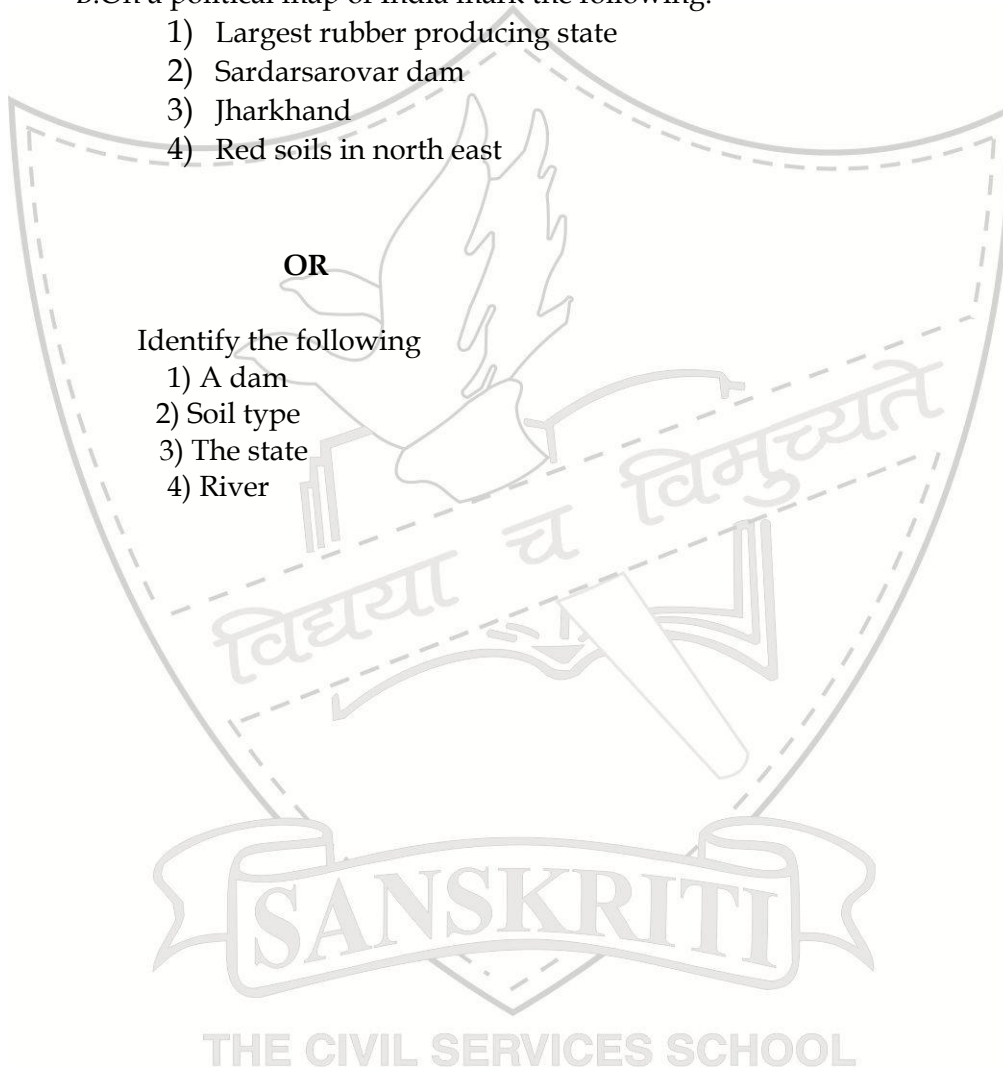 B.On a political map of India mark the following:
1) Largest rubber producing state
2) Sardarsarovar dam
3) Jharkhand
4) Red soils in north east
OR
Identify the following
1) A dam
2) Soil type
3) The state
4) River
विद्यया च विमुच्यते
SANSKRITI
THE CIVIL SERVICES SCHOOL